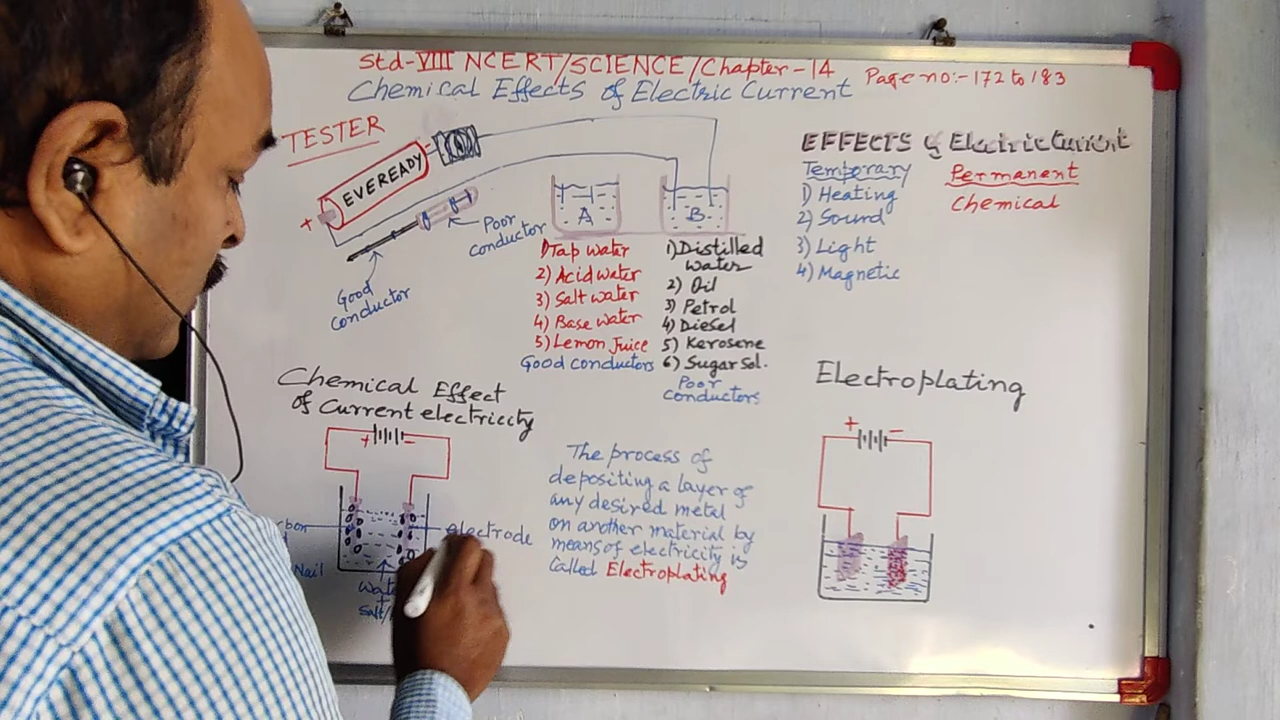 Std-VIII NCERT/SCIENCE/Chapter-14
Page no:- 172 to 183
Chemical Effects of Electric Current
TESTER
EVEREADY
+
-
Poor
conductor
Good
conductor
A
B
1) Tap water
2) Acid water
3) Salt water
4) Base water
5) Lemon Juice
Good conductors
1) Distilled
water
2) Oil
3) Petrol
4) Diesel
5) Kerosene
6) Sugar Sol.
Poor
conductors
EFFECTS of Electric Current
Temporary
1) Heating
2) Sound
3) Light
4) Magnetic
Permanent
Chemical
Chemical Effect
of Current electricity
+ -
electrode
Nail
+
Salt/
The process of
depositing a layer of
any desired metal
on another material by
means of electricity is
called Electroplating
Electroplating
+ -